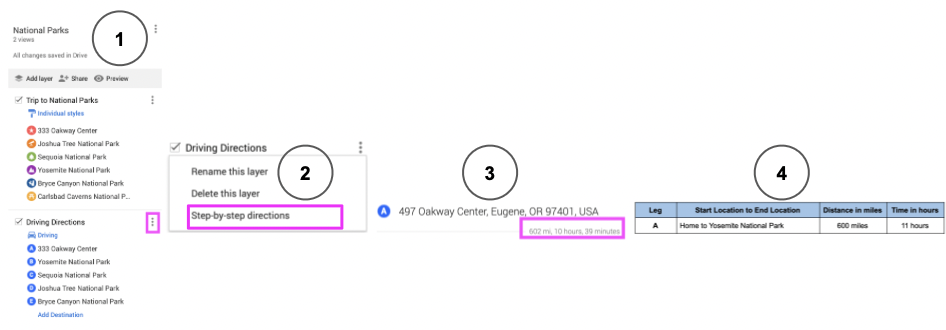 National Parks
2 views
All changes saved in Drive
1
Add layer Share Preview
Trip to National Parks
Individual styles
333 Oakway Center
Joshua Tree National Park
Sequoia National Park
Yosemite National Park
Bryce Canyon National Park
Carlsbad Caverns National P...
Driving Directions
Driving
A 333 Oakway Center
B Yosemite National Park
C Sequoia National Park
D Joshua Tree National Park
E Bryce Canyon National Park
Add Destination
Driving Directions
2
Rename this layer
Delete this layer
Step-by-step directions
3
A 497 Oakway Center, Eugene, OR 97401, USA
602 mi, 10 hours, 39 minutes
4
Leg Start Location to End Location Distance in miles Time in hours
A Home to Yosemite National Park 600 miles 11 hours